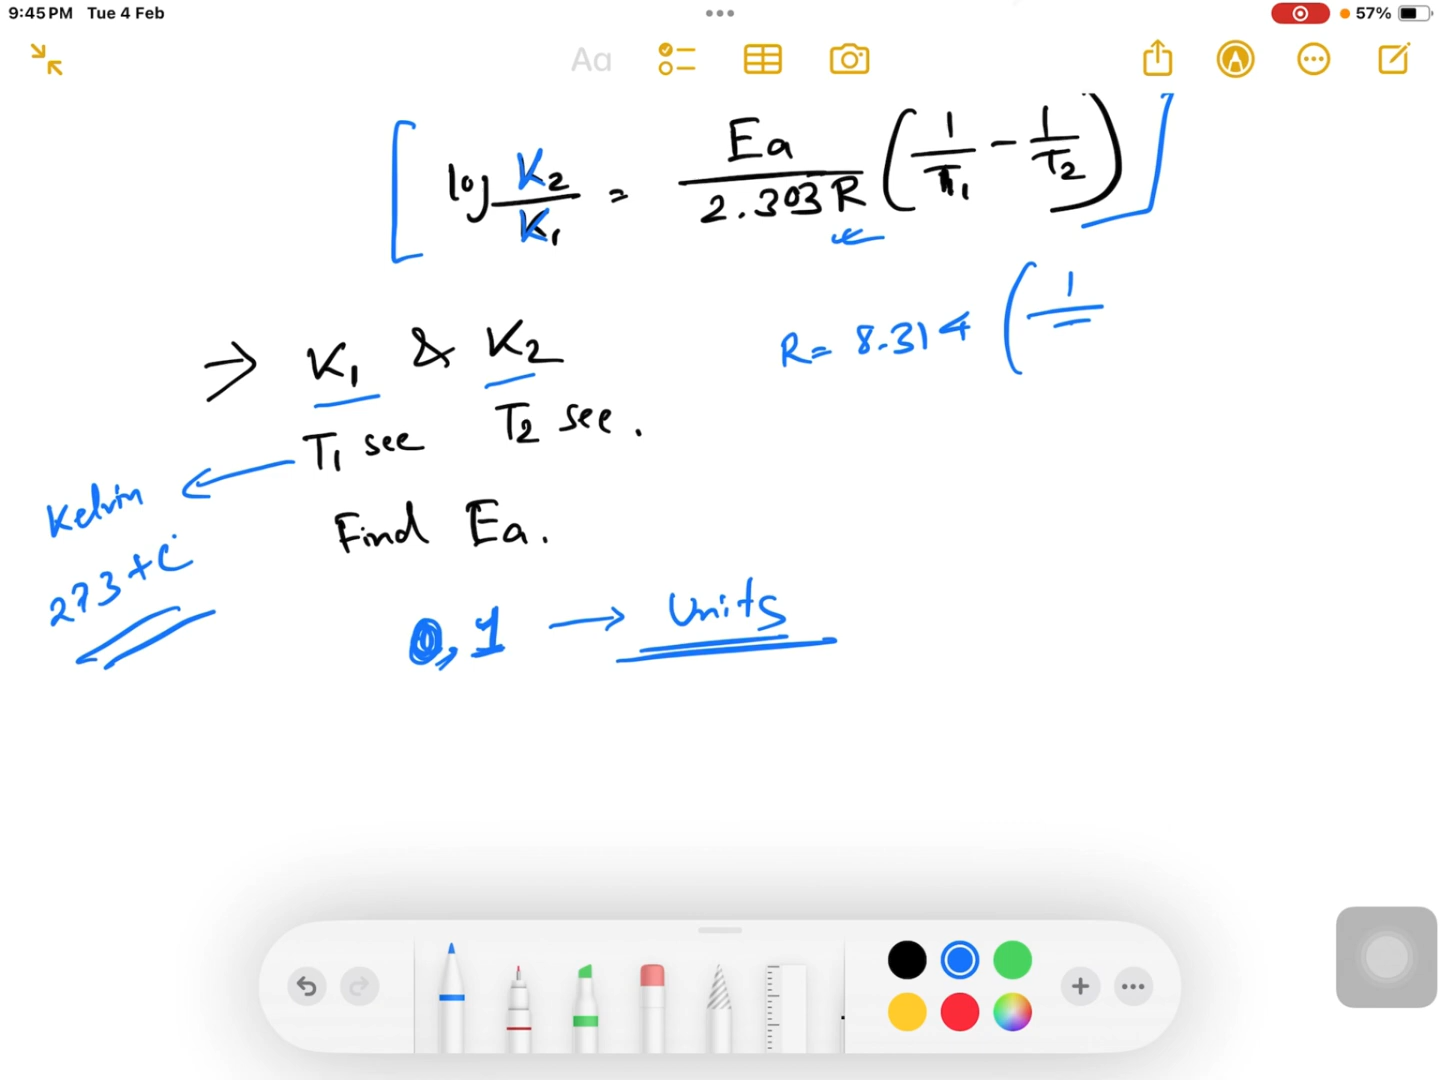 9:45 PM Tue 4 Feb
57%
Aa
log K2/K1 = Ea/2.303R (1/T1 - 1/T2)
R= 8.314 (1/
=> K1 & K2
T1 see T2 see.
Kelvin
273+C
Find Ea.
0, 1 → Units